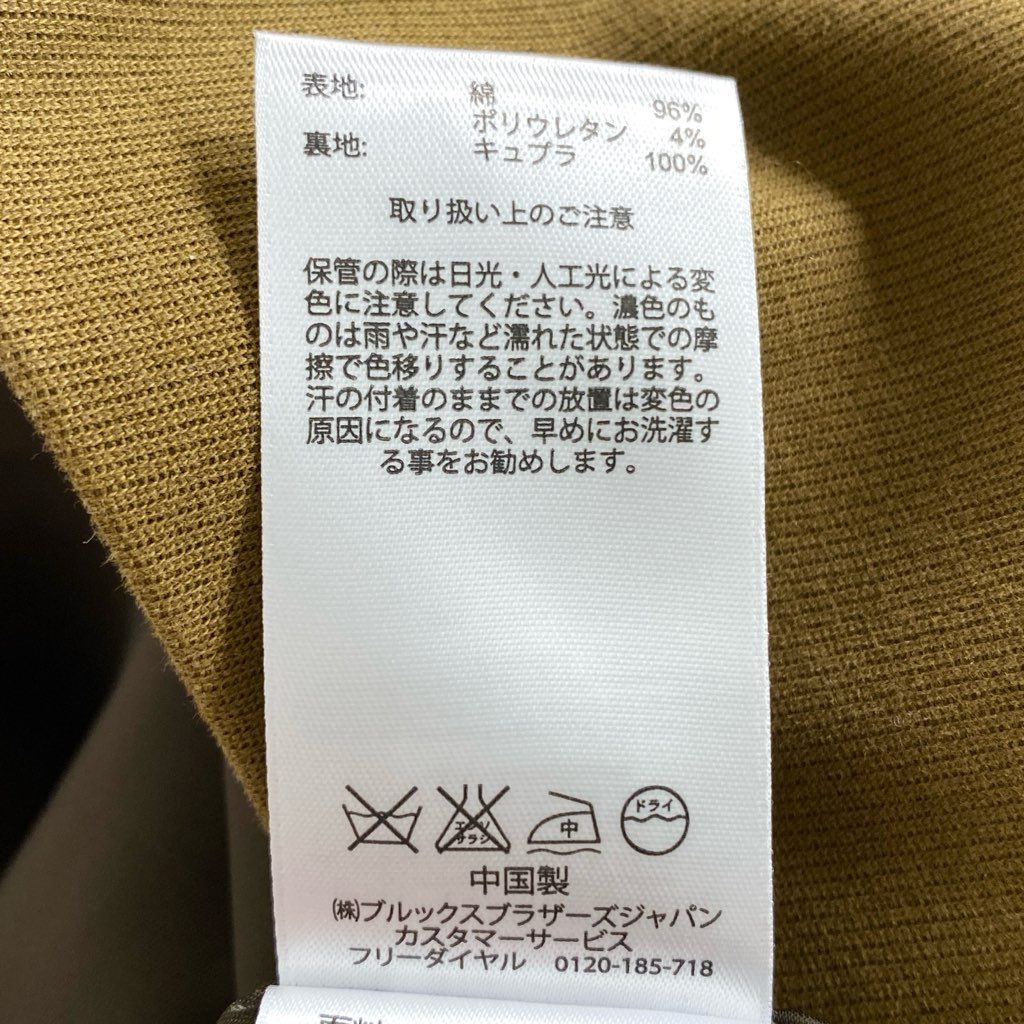 表地: 綿 96%
ポリウレタン 4%
裏地: キュプラ 100%
取り扱い上のご注意
保管の際は日光・人工光による変
色に注意してください。濃色のも
のは雨や汗など濡れた状態での摩
擦で色移りすることがあります。
汗の付着のままでの放置は変色の
原因になるので、早めにお洗濯す
る事をお勧めします。
エンソ サラシ 中 ドライ
中国製
(株)ブルックスブラザーズジャパン
カスタマーサービス
フリーダイヤル 0120-185-718